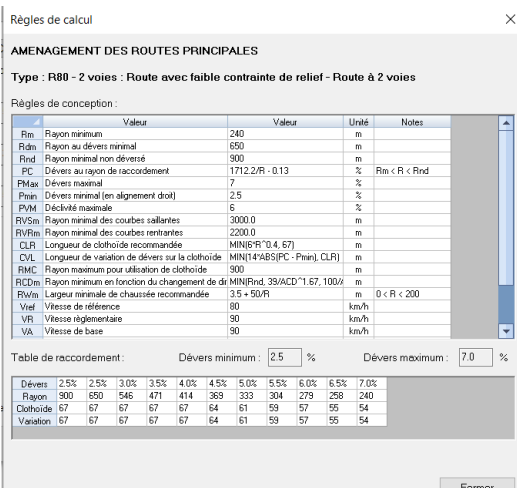 Règles de calcul
AMENAGEMENT DES ROUTES PRINCIPALES
Type : R80 - 2 voies : Route avec faible contrainte de relief - Route à 2 voies
Règles de conception :
Valeur Valeur Unité Notes
Rm Rayon minimum 240 m
Rdm Rayon au dévers minimal 650 m
Rnd Rayon minimal non déversé 900 m
PC Dévers au rayon de raccordement 1712.2/R - 0.13 % Rm < R < Rnd
PMax Dévers maximal 7 %
Pmin Dévers minimal (en alignement droit) 2.5 %
PVM Déclivité maximale 6 %
RVSm Rayon minimal des courbes saillantes 3000.0 m
RVRm Rayon minimal des courbes rentrantes 2200.0 m
CLR Longueur de clothoïde recommandée MIN(6*R^0.4, 67) m
CVL Longueur de variation de dévers sur la clothoïde MIN(14*ABS(PC - Pmin), CLR) m
RMC Rayon maximum pour utilisation de clothoïde 900 m
RCDm Rayon minimum en fonction du changement de dir MIN(Rnd, 39/ACD^1.67, 100/A m
RWm Largeur minimale de chaussée recommandée 3.5 + 50/R m 0 < R < 200
Vref Vitesse de référence 80 km/h
VR Vitesse règlementaire 90 km/h
VA Vitesse de base 90 km/h
Table de raccordement : Dévers minimum : 2.5 % Dévers maximum : 7.0 %
Dévers 2.5% 2.5% 3.0% 3.5% 4.0% 4.5% 5.0% 5.5% 6.0% 6.5% 7.0%
Rayon 900 650 546 471 414 369 333 304 279 258 240
Clothoïde 67 67 67 67 67 64 61 59 57 55 54
Variation 67 67 67 67 67 64 61 59 57 55 54
Fermer